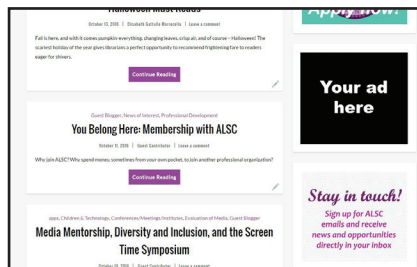 Halloween Must Reads
October 13, 2016 | Elisabeth Gattullo Marrocolla | Leave a comment
Fall is here, and with it comes pumpkin-everything, changing leaves, crisp air, and of course – Halloween! The
scariest holiday of the year gives librarians a perfect opportunity to recommend frightening fare to readers
eager for shivers.
Continue Reading
Guest Blogger, News of Interest, Professional Development
You Belong Here: Membership with ALSC
October 11, 2016 | Guest Contributor | Leave a comment
Why join ALSC? Why spend money, sometimes from your own pocket, to join another professional organization?
Continue Reading
apps, Children & Technology, Conferences/Meetings/Institutes, Evaluation of Media, Guest Blogger
Media Mentorship, Diversity and Inclusion, and the Screen
Time Symposium
October 10, 2016 | Guest Contributor | Leave a comment
Apply now!
Your ad
here
Stay in touch!
Sign up for ALSC
emails and receive
news and opportunities
directly in your inbox